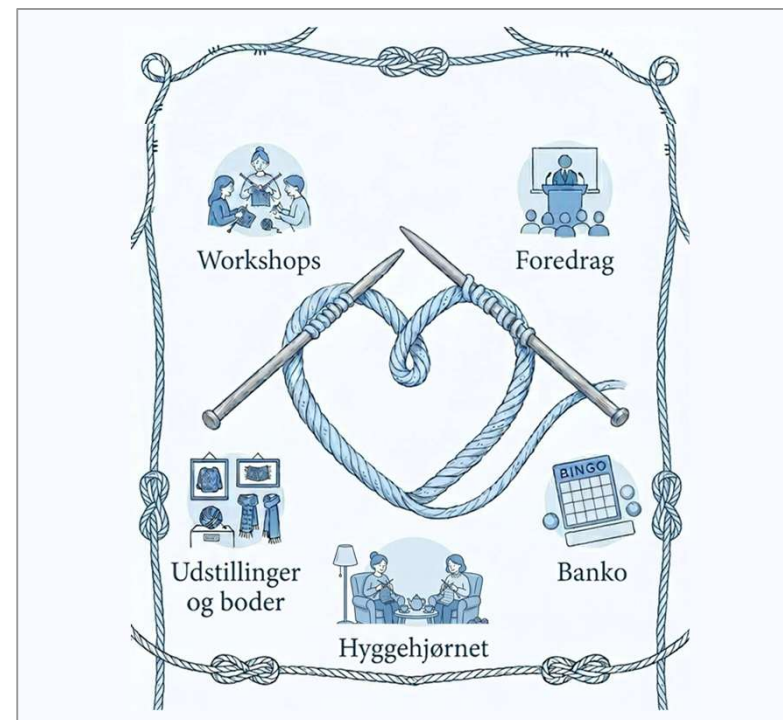 Workshops
Foredrag
BINGO
Udstillinger
og boder
Banko
Hyggehjørnet